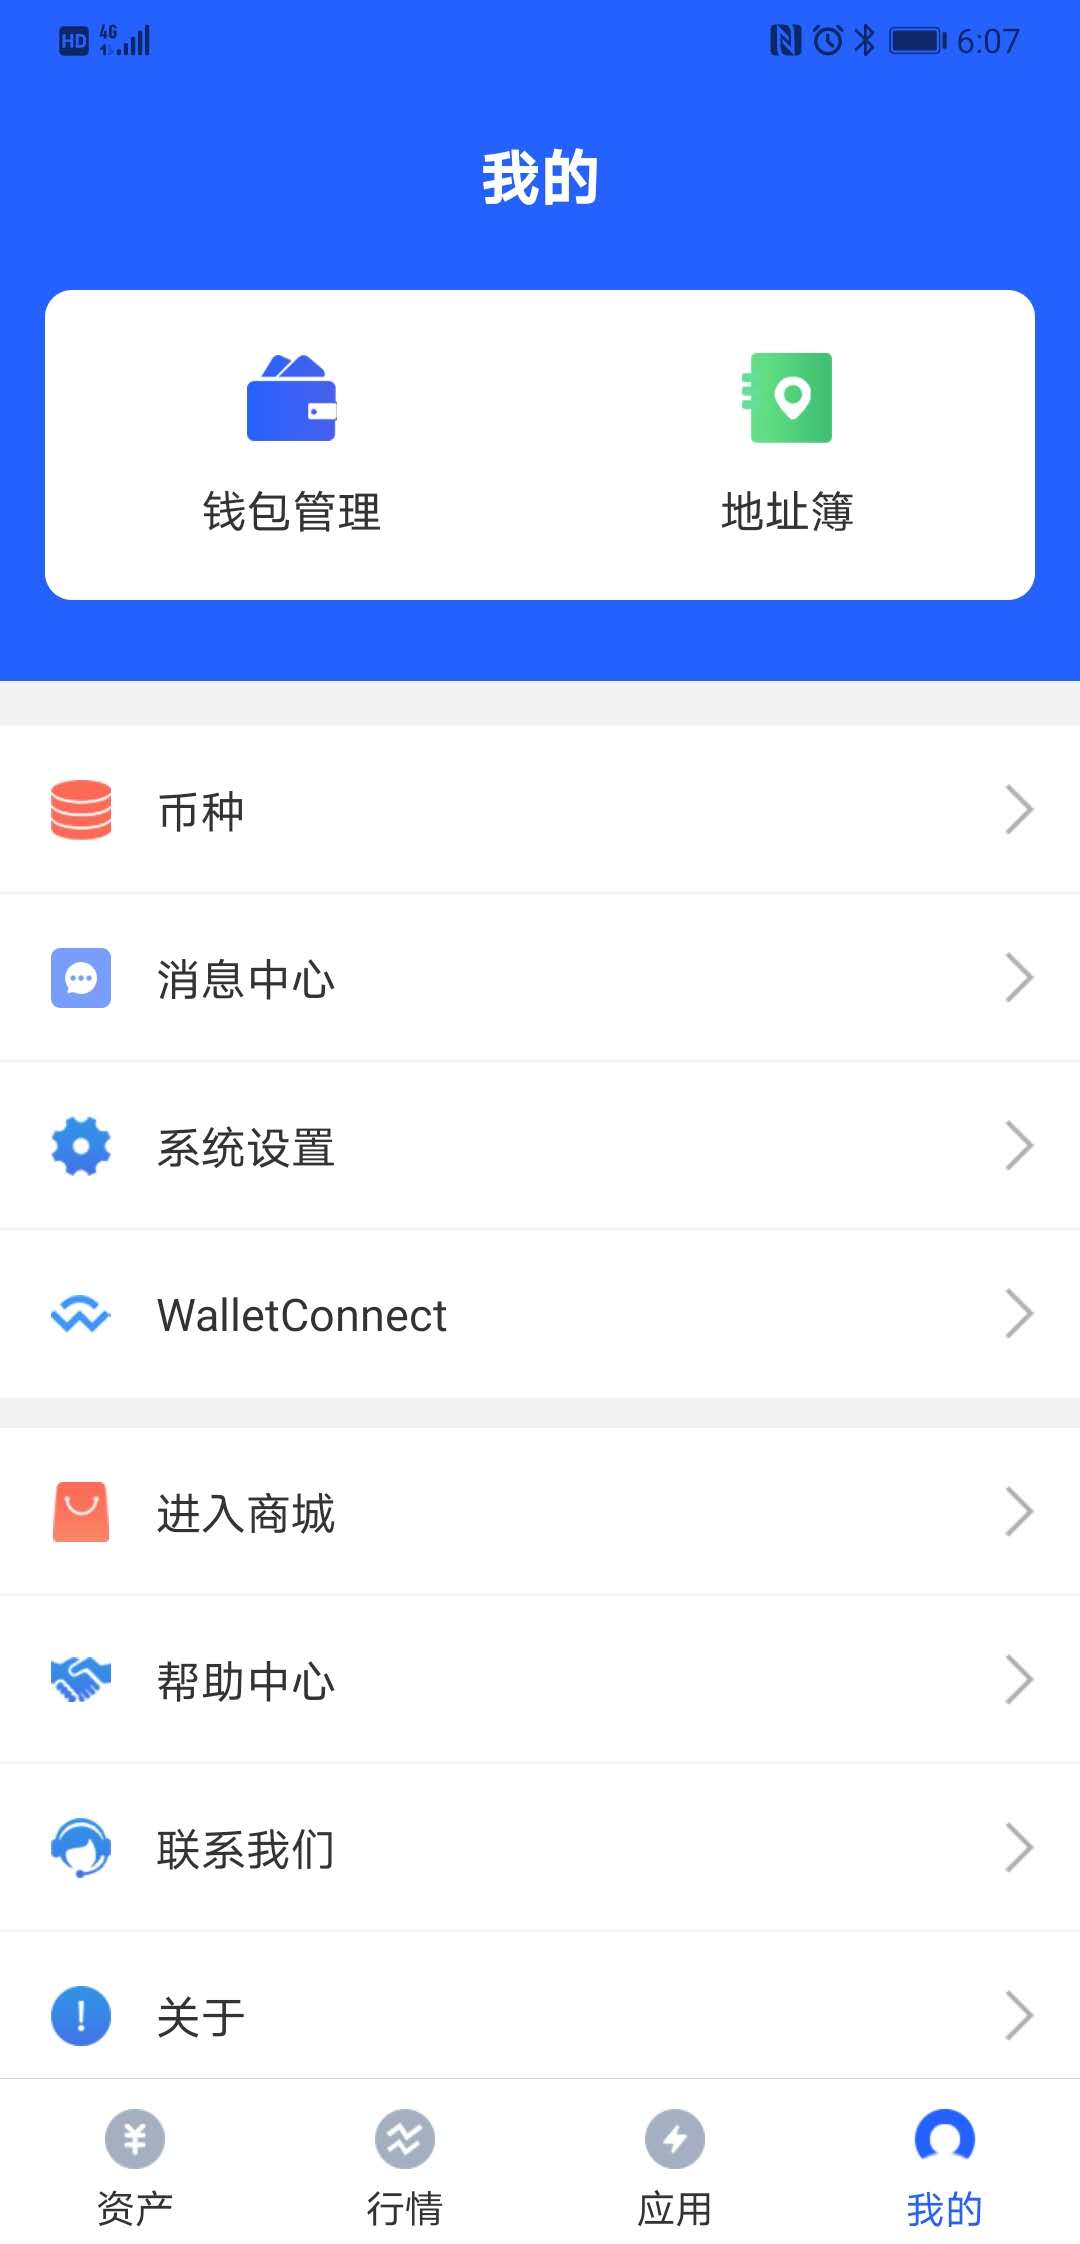 HD 4G 6:07
我的
钱包管理 地址簿
币种
消息中心
系统设置
WalletConnect
进入商城
帮助中心
联系我们
关于
资产 行情 应用 我的